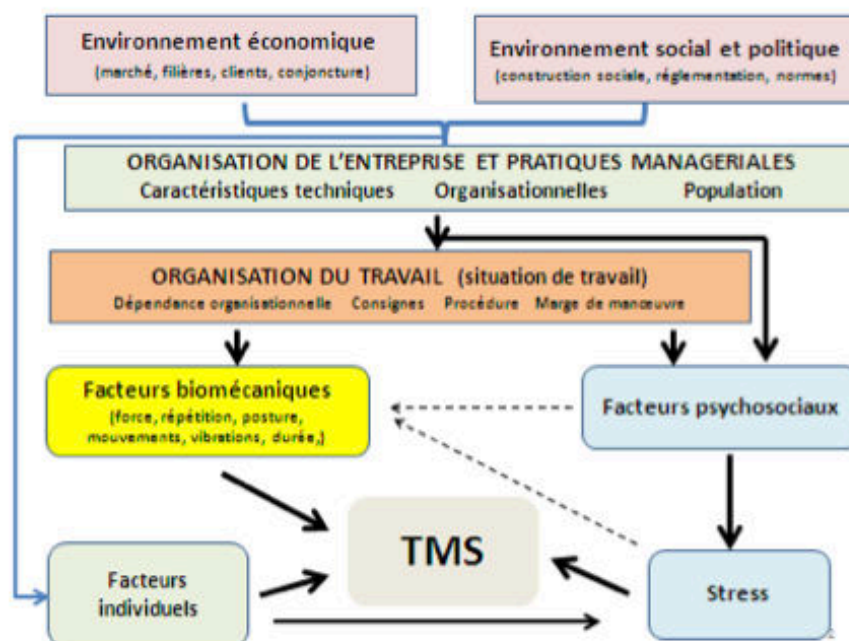 Environnement économique
(marché, filières, clients, conjoncture)
Environnement social et politique
(construction sociale, réglementation, normes)
ORGANISATION DE L'ENTREPRISE ET PRATIQUES MANAGERIALES
Caractéristiques techniques Organisationnelles Population
ORGANISATION DU TRAVAIL (situation de travail)
Dépendance organisationnelle Consignes Procédure Marge de manœuvre
Facteurs biomécaniques
(force, répétition, posture,
mouvements, vibrations, durée,)
Facteurs psychosociaux
TMS
Facteurs
individuels
Stress